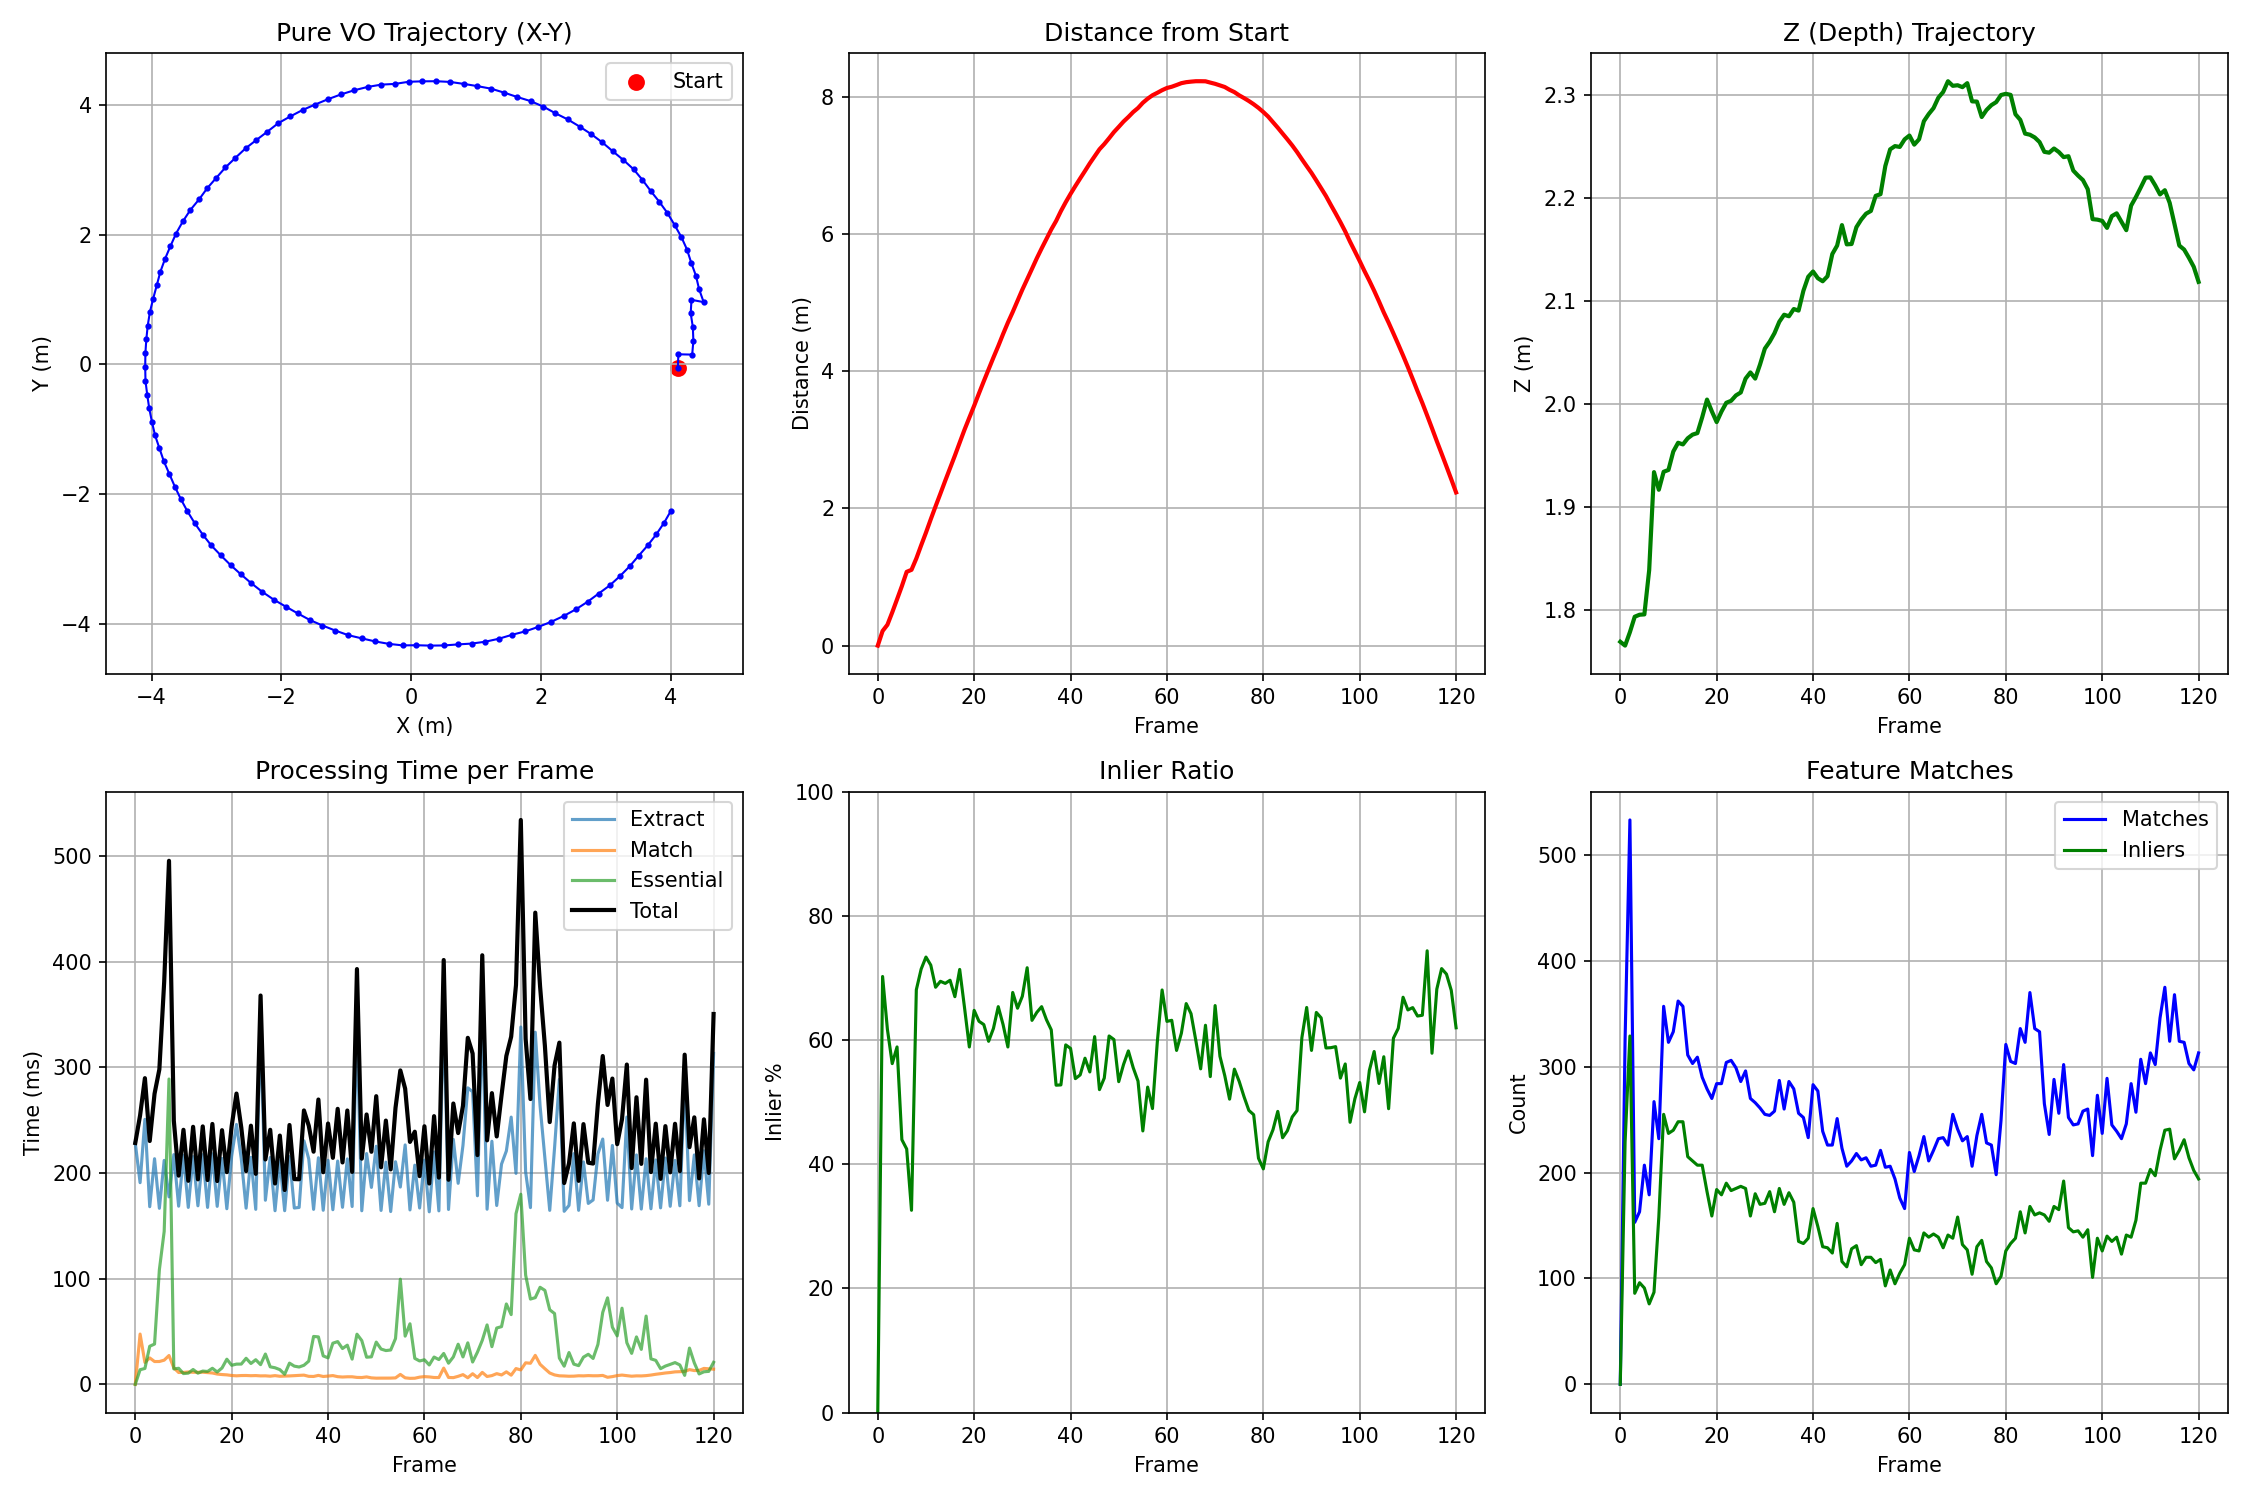 Pure VO Trajectory (X-Y)
Start
Y (m)
4
2
0
−2
−4
−4 −2 0 2 4
X (m)
Distance from Start
Distance (m)
8
6
4
2
0
0 20 40 60 80 100 120
Frame
Z (Depth) Trajectory
Z (m)
2.3
2.2
2.1
2.0
1.9
1.8
0 20 40 60 80 100 120
Frame
Processing Time per Frame
Extract
Match
Essential
Total
Time (ms)
500
400
300
200
100
0
0 20 40 60 80 100 120
Frame
Inlier Ratio
Inlier %
100
80
60
40
20
0
0 20 40 60 80 100 120
Frame
Feature Matches
Matches
Inliers
Count
500
400
300
200
100
0
0 20 40 60 80 100 120
Frame